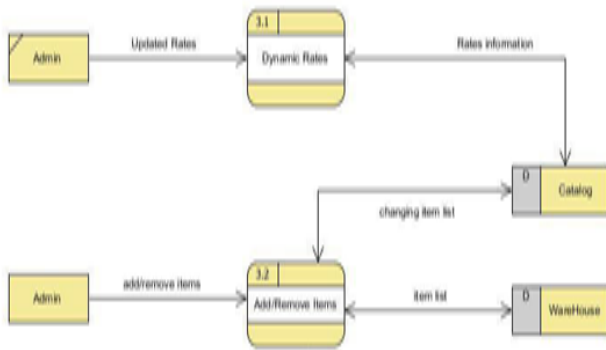 3.1
Updated Rates
Rates information
Admin
Dynamic Rates
D
Catalog
changing item list
3.2
add/remove items
item list
D
Admin
Add/Remove Items
WareHouse